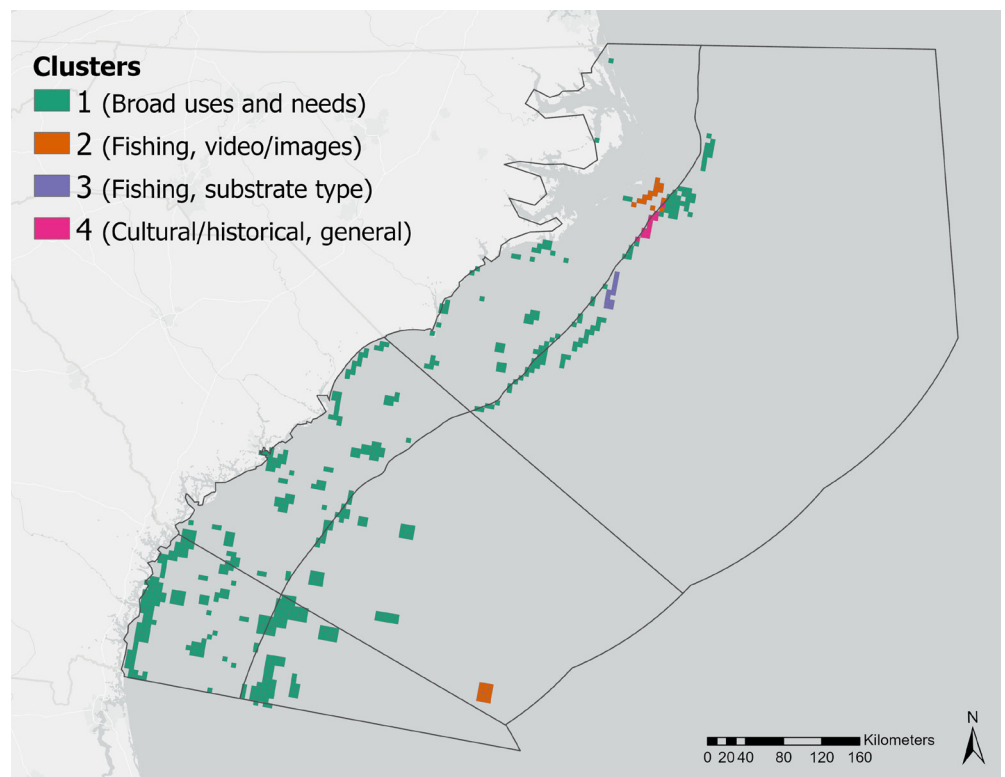 Clusters
1 (Broad uses and needs)
2 (Fishing, video/images)
3 (Fishing, substrate type)
4 (Cultural/historical, general)
N
Kilometers
0 20 40 80 120 160